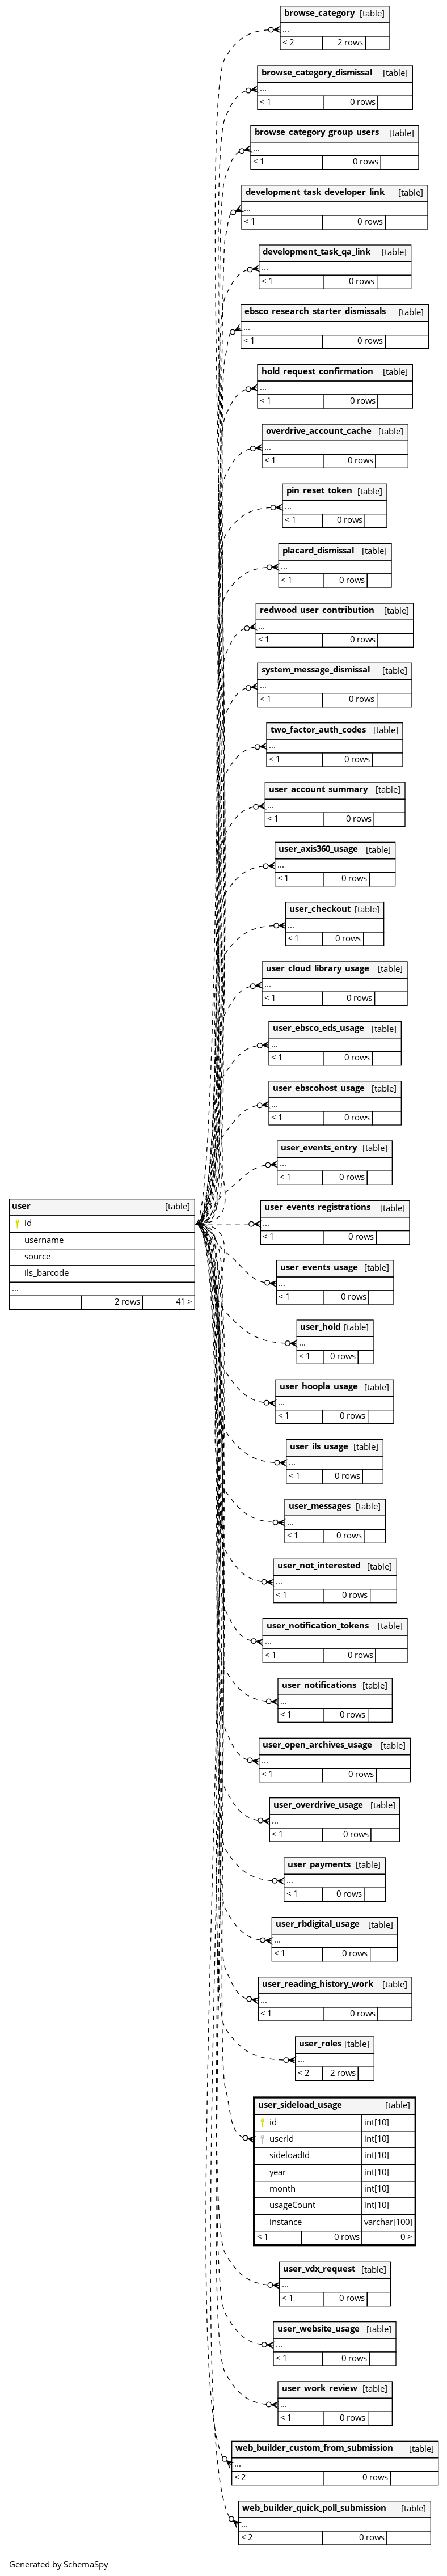 browse_category [table]
...
< 2 2 rows
browse_category_dismissal [table]
...
< 1 0 rows
browse_category_group_users [table]
...
< 1 0 rows
development_task_developer_link [table]
...
< 1 0 rows
development_task_qa_link [table]
...
< 1 0 rows
ebsco_research_starter_dismissals [table]
...
< 1 0 rows
hold_request_confirmation [table]
...
< 1 0 rows
overdrive_account_cache [table]
...
< 1 0 rows
pin_reset_token [table]
...
< 1 0 rows
placard_dismissal [table]
...
< 1 0 rows
redwood_user_contribution [table]
...
< 1 0 rows
system_message_dismissal [table]
...
< 1 0 rows
two_factor_auth_codes [table]
...
< 1 0 rows
user_account_summary [table]
...
< 1 0 rows
user_axis360_usage [table]
...
< 1 0 rows
user_checkout [table]
...
< 1 0 rows
user_cloud_library_usage [table]
...
< 1 0 rows
user_ebsco_eds_usage [table]
...
< 1 0 rows
user_ebscohost_usage [table]
...
< 1 0 rows
user_events_entry [table]
...
< 1 0 rows
user [table]
id
username
source
ils_barcode
...
2 rows 41 >
user_events_registrations [table]
...
< 1 0 rows
user_events_usage [table]
...
< 1 0 rows
user_hold [table]
...
< 1 0 rows
user_hoopla_usage [table]
...
< 1 0 rows
user_ils_usage [table]
...
< 1 0 rows
user_messages [table]
...
< 1 0 rows
user_not_interested [table]
...
< 1 0 rows
user_notification_tokens [table]
...
< 1 0 rows
user_notifications [table]
...
< 1 0 rows
user_open_archives_usage [table]
...
< 1 0 rows
user_overdrive_usage [table]
...
< 1 0 rows
user_payments [table]
...
< 1 0 rows
user_rbdigital_usage [table]
...
< 1 0 rows
user_reading_history_work [table]
...
< 1 0 rows
user_roles [table]
...
< 2 2 rows
user_sideload_usage [table]
id int[10]
userId int[10]
sideloadId int[10]
year int[10]
month int[10]
usageCount int[10]
instance varchar[100]
< 1 0 rows 0 >
user_vdx_request [table]
...
< 1 0 rows
user_website_usage [table]
...
< 1 0 rows
user_work_review [table]
...
< 1 0 rows
web_builder_custom_from_submission [table]
...
< 2 0 rows
web_builder_quick_poll_submission [table]
...
< 2 0 rows
Generated by SchemaSpy